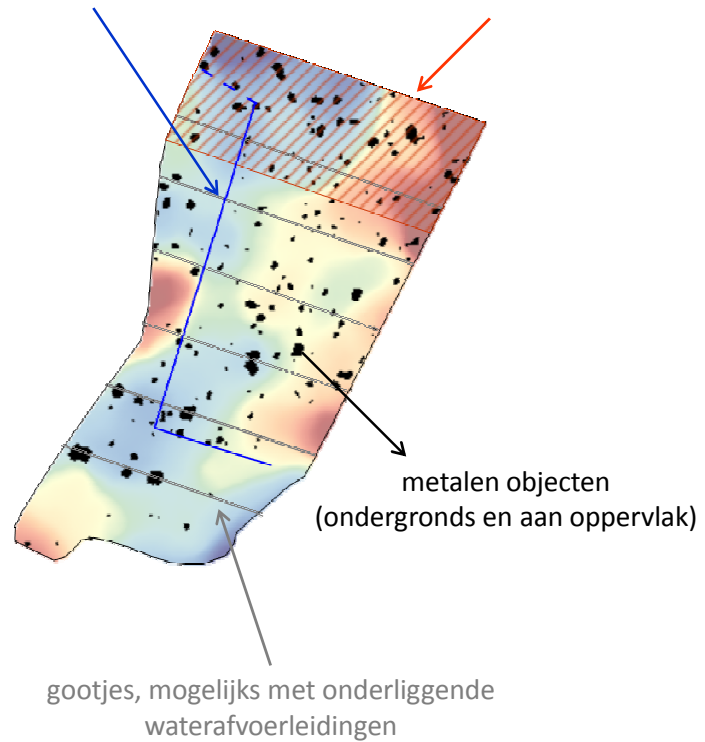 metalen objecten
(ondergronds en aan oppervlak)
gootjes, mogelijks met onderliggende
waterafvoerleidingen